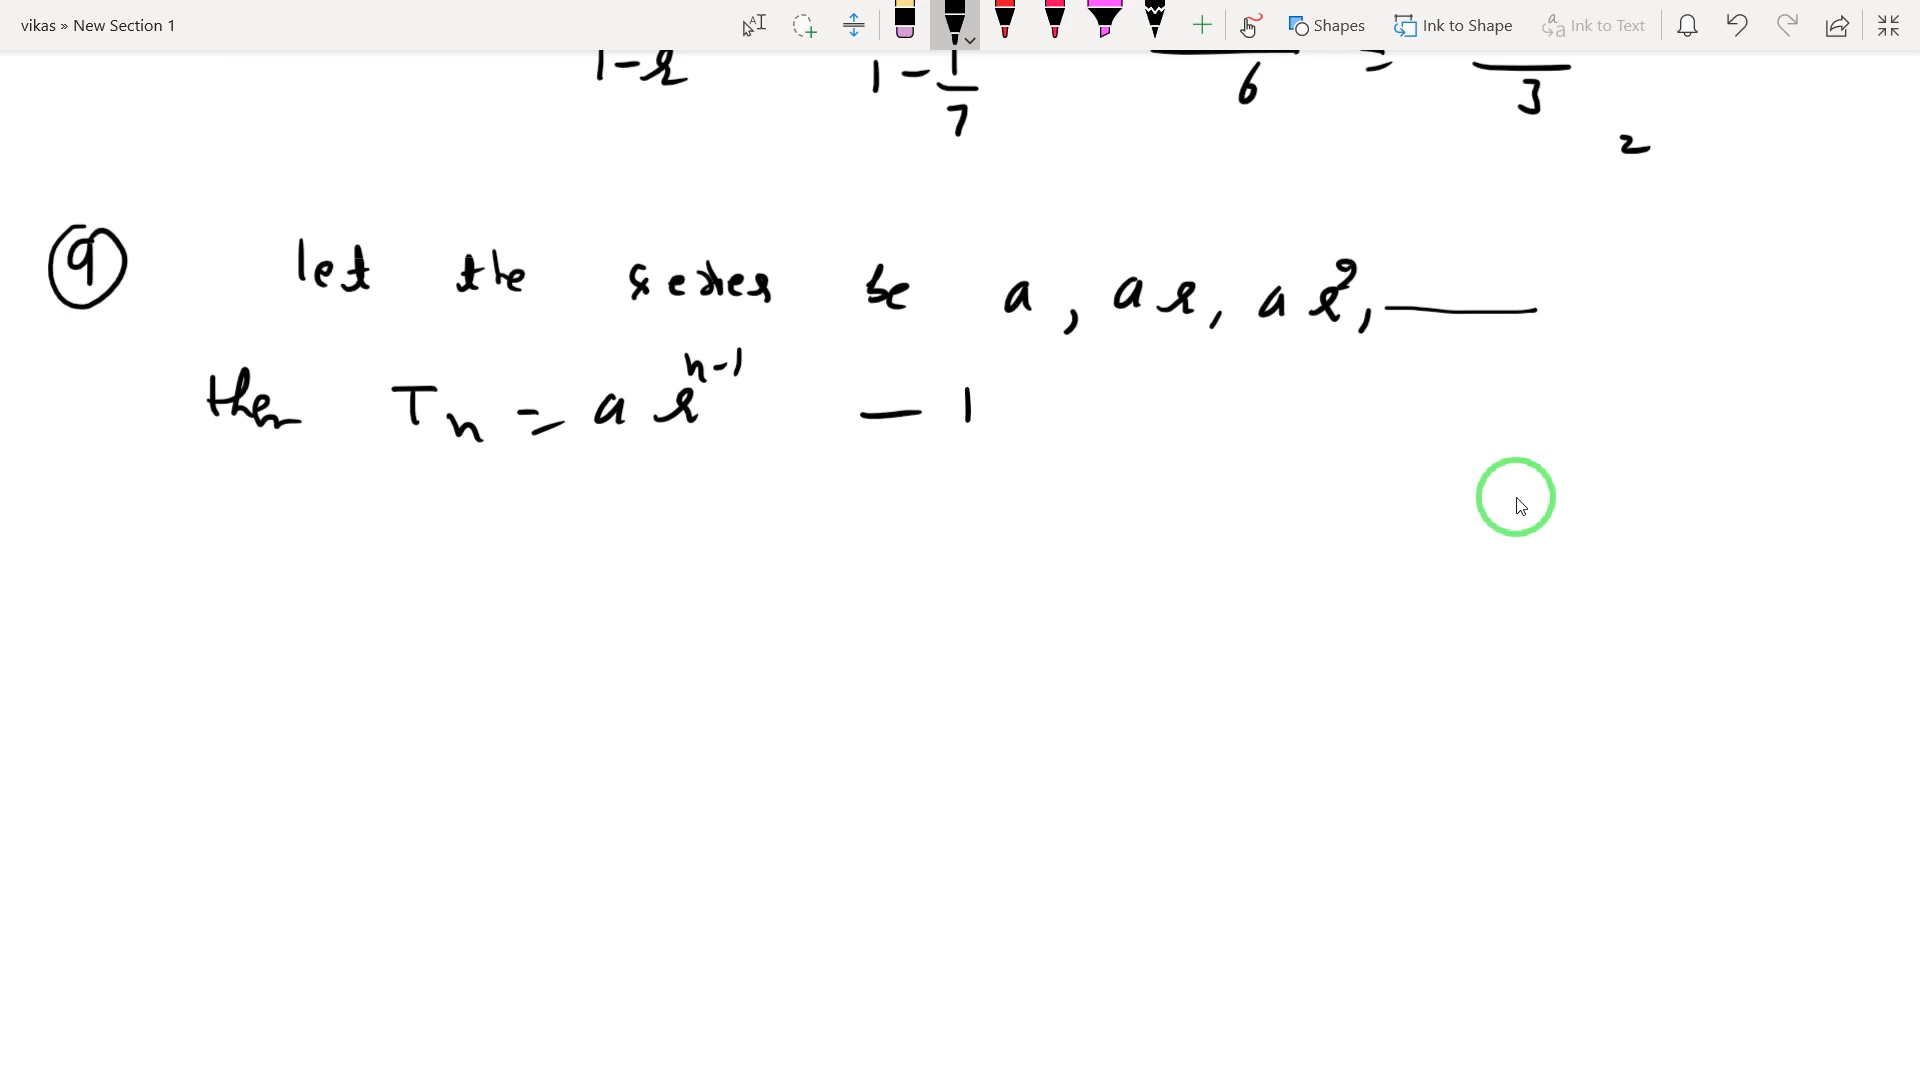 vikas » New Section 1 Shapes Ink to Shape Ink to Text
1-r 1 - 1/7 6 = 3
2
9 let the series be a, ar, ar²,———
then Tn = a r^n-1 — 1